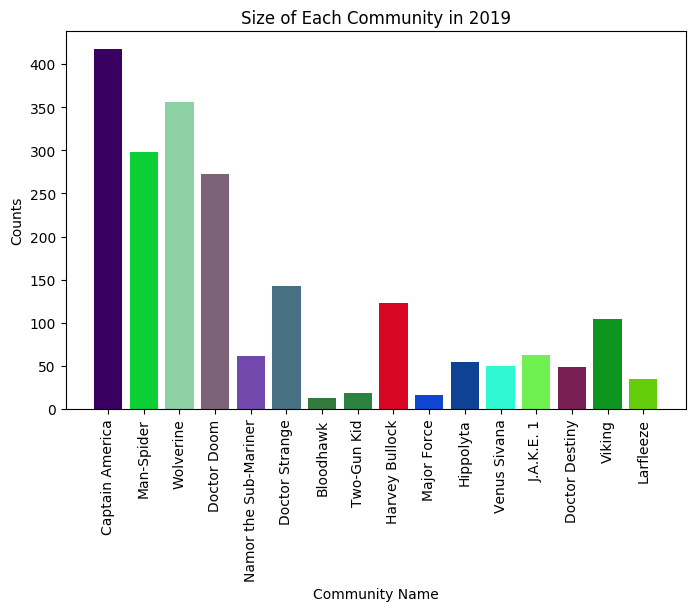 Size of Each Community in 2019
Counts
400
350
300
250
200
150
100
50
0
Captain America
Man-Spider
Wolverine
Doctor Doom
Namor the Sub-Mariner
Doctor Strange
Bloodhawk
Two-Gun Kid
Harvey Bullock
Major Force
Hippolyta
Venus Sivana
J.A.K.E. 1
Doctor Destiny
Viking
Larfleeze
Community Name